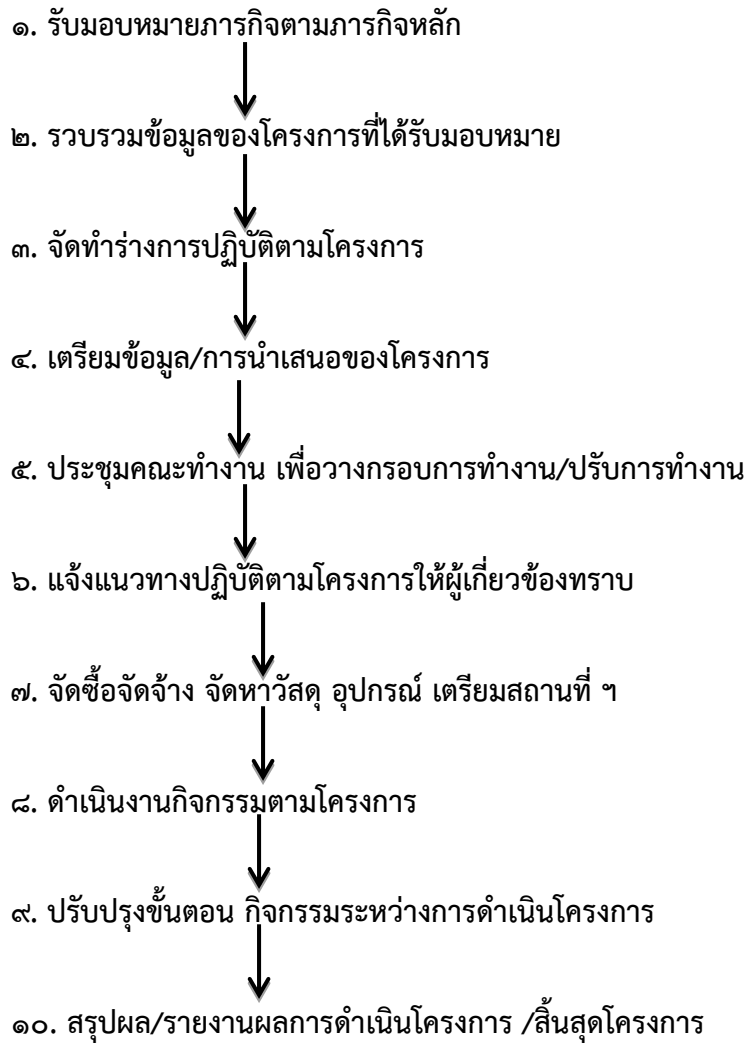 ๑. รับมอบหมายภารกิจตามภารกิจหลัก
๒. รวบรวมข้อมูลของโครงการที่ได้รับมอบหมาย
๓. จัดทำร่างการปฏิบัติตามโครงการ
๔. เตรียมข้อมูล/การนำเสนอของโครงการ
๕. ประชุมคณะทำงาน เพื่อวางกรอบการทำงาน/ปรับการทำงาน
๖. แจ้งแนวทางปฏิบัติตามโครงการให้ผู้เกี่ยวข้องทราบ
๗. จัดซื้อจัดจ้าง จัดหาวัสดุ อุปกรณ์ เตรียมสถานที่ ฯ
๘. ดำเนินงานกิจกรรมตามโครงการ
๙. ปรับปรุงขั้นตอน กิจกรรมระหว่างการดำเนินโครงการ
๑๐. สรุปผล/รายงานผลการดำเนินโครงการ /สิ้นสุดโครงการ